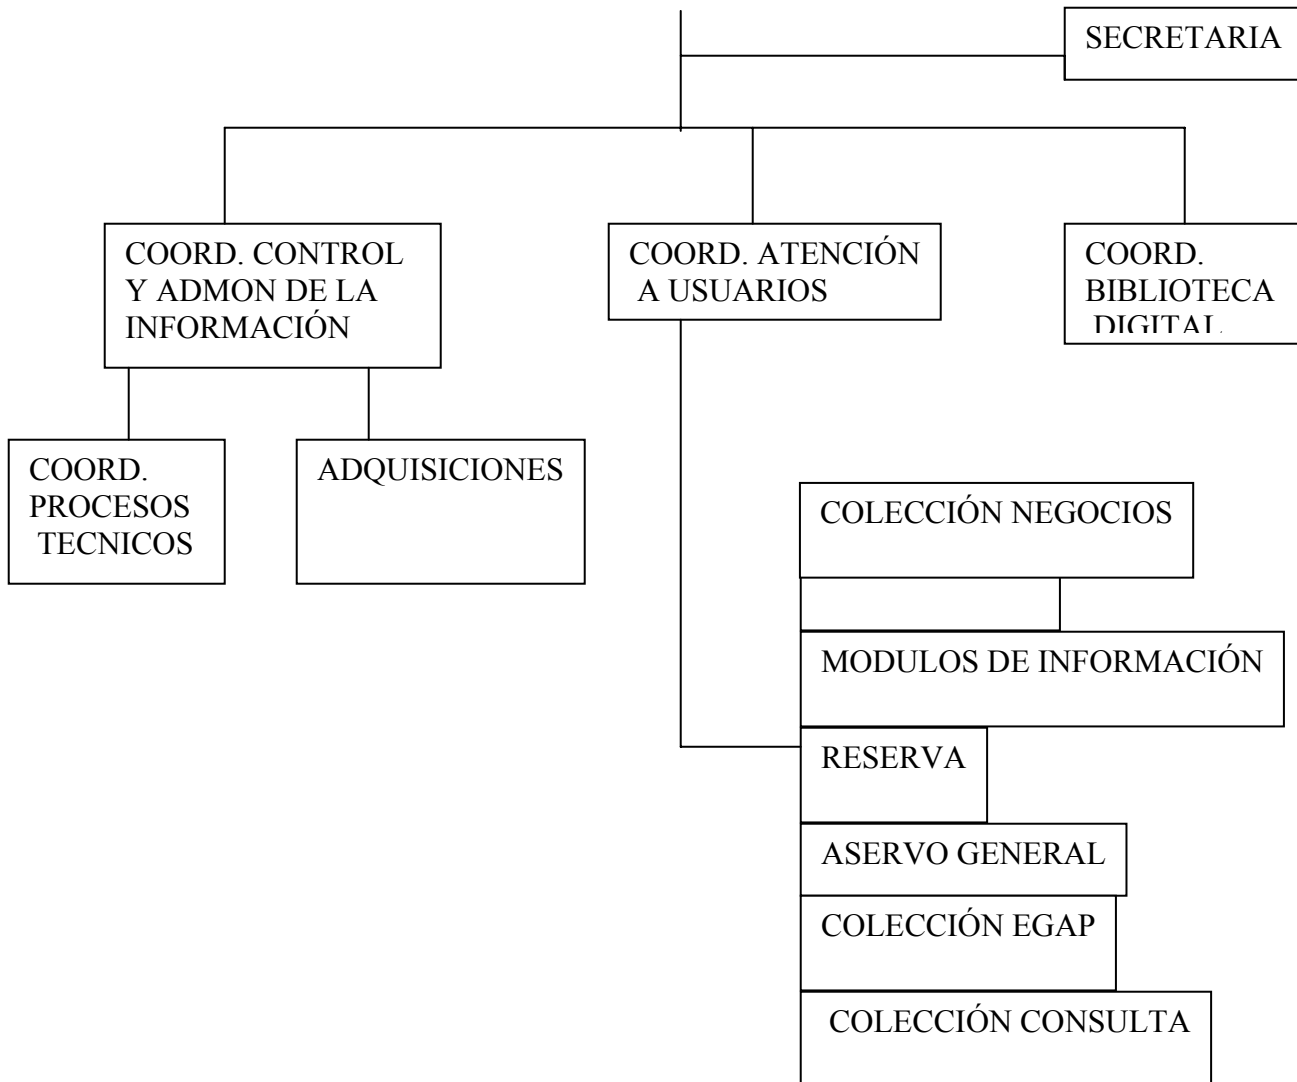 SECRETARIA
COORD. CONTROL
Y ADMON DE LA
INFORMACIÓN
COORD. ATENCIÓN
A USUARIOS
COORD.
BIBLIOTECA
DIGITAL
COORD.
PROCESOS
TECNICOS
ADQUISICIONES
COLECCIÓN NEGOCIOS
MODULOS DE INFORMACIÓN
RESERVA
ASERVO GENERAL
COLECCIÓN EGAP
COLECCIÓN CONSULTA